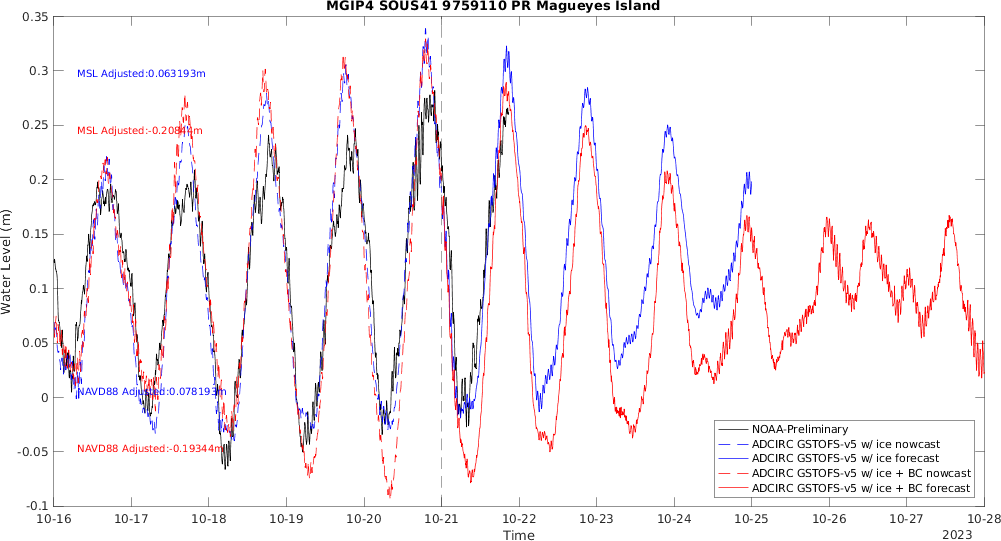 MGIP4 SOUS41 9759110 PR Magueyes Island
0.35
0.3
0.25
0.2
0.15
0.1
0.05
0
-0.05
-0.1
Water Level (m)
MSL Adjusted:0.063193m
MSL Adjusted:-0.20844m
NAVD88 Adjusted:0.078193m
NAVD88 Adjusted:-0.19344m
NOAA-Preliminary
ADCIRC GSTOFS-v5 w/ ice nowcast
ADCIRC GSTOFS-v5 w/ ice forecast
ADCIRC GSTOFS-v5 w/ ice + BC nowcast
ADCIRC GSTOFS-v5 w/ ice + BC forecast
10-16 10-17 10-18 10-19 10-20 10-21 10-22 10-23 10-24 10-25 10-26 10-27 10-28
Time
2023